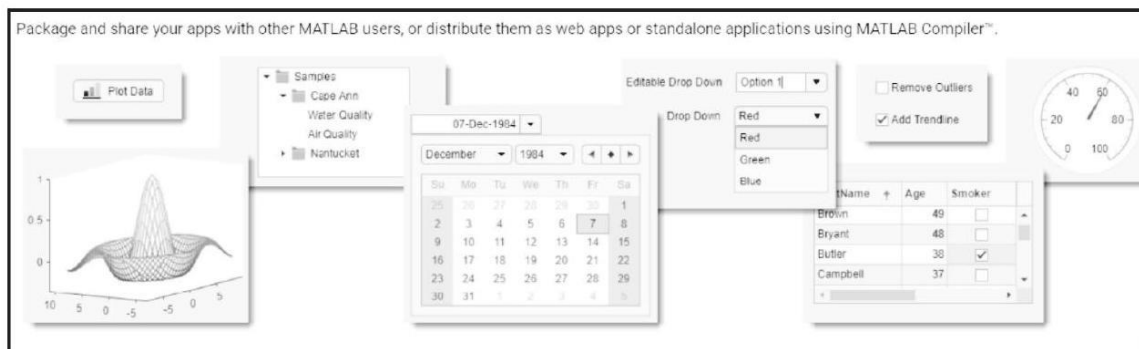 Package and share your apps with other MATLAB users, or distribute them as web apps or standalone applications using MATLAB Compiler™.
Plot Data
Samples
Cape Ann
Water Quality
Air Quality
Nantucket
1
0.5
0
10 5 0 -5
-5 0 5
07-Dec-1984
December 1984
Su Mo Tu We Th Fr Sa
25 26 27 28 29 30 1
2 3 4 5 6 7 8
9 10 11 12 13 14 15
16 17 18 19 20 21 22
23 24 25 26 27 28 29
30 31 1 2 3 4 5
Editable Drop Down Option 1
Drop Down Red
Red
Green
Blue
Remove Outliers
Add Trendline
0 20 40 60 80 100
Age Smoker
Brown 49
Bryant 48
Butler 38
Campbell 37